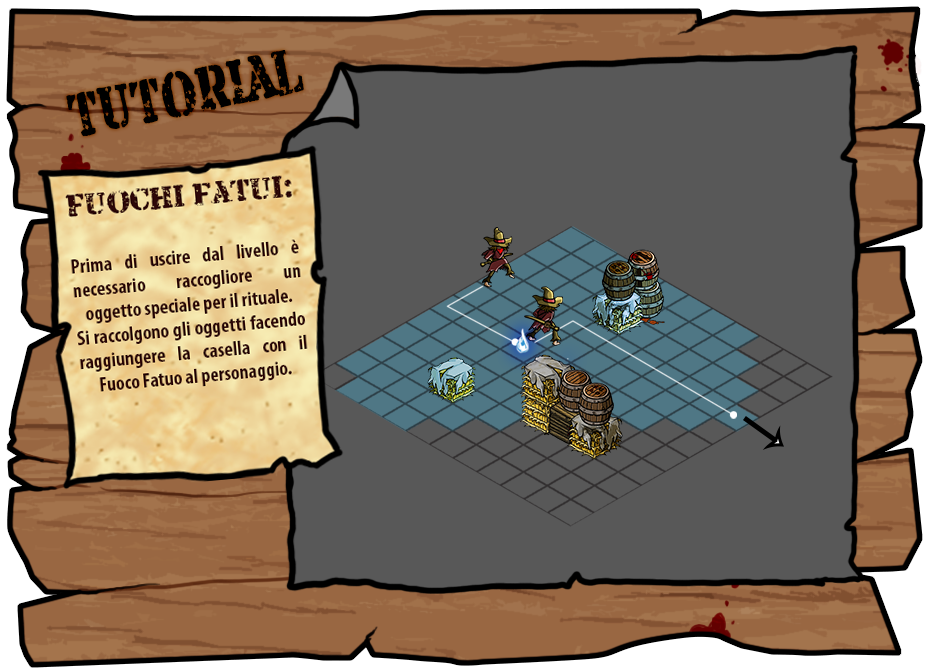 TUTORIAL
FUOCHI FATUI:
Prima di uscire dal livello è
necessario raccogliore un
oggetto speciale per il rituale.
Si raccolgono gli oggetti facendo
raggiungere la casella con il
Fuoco Fatuo al personaggio.